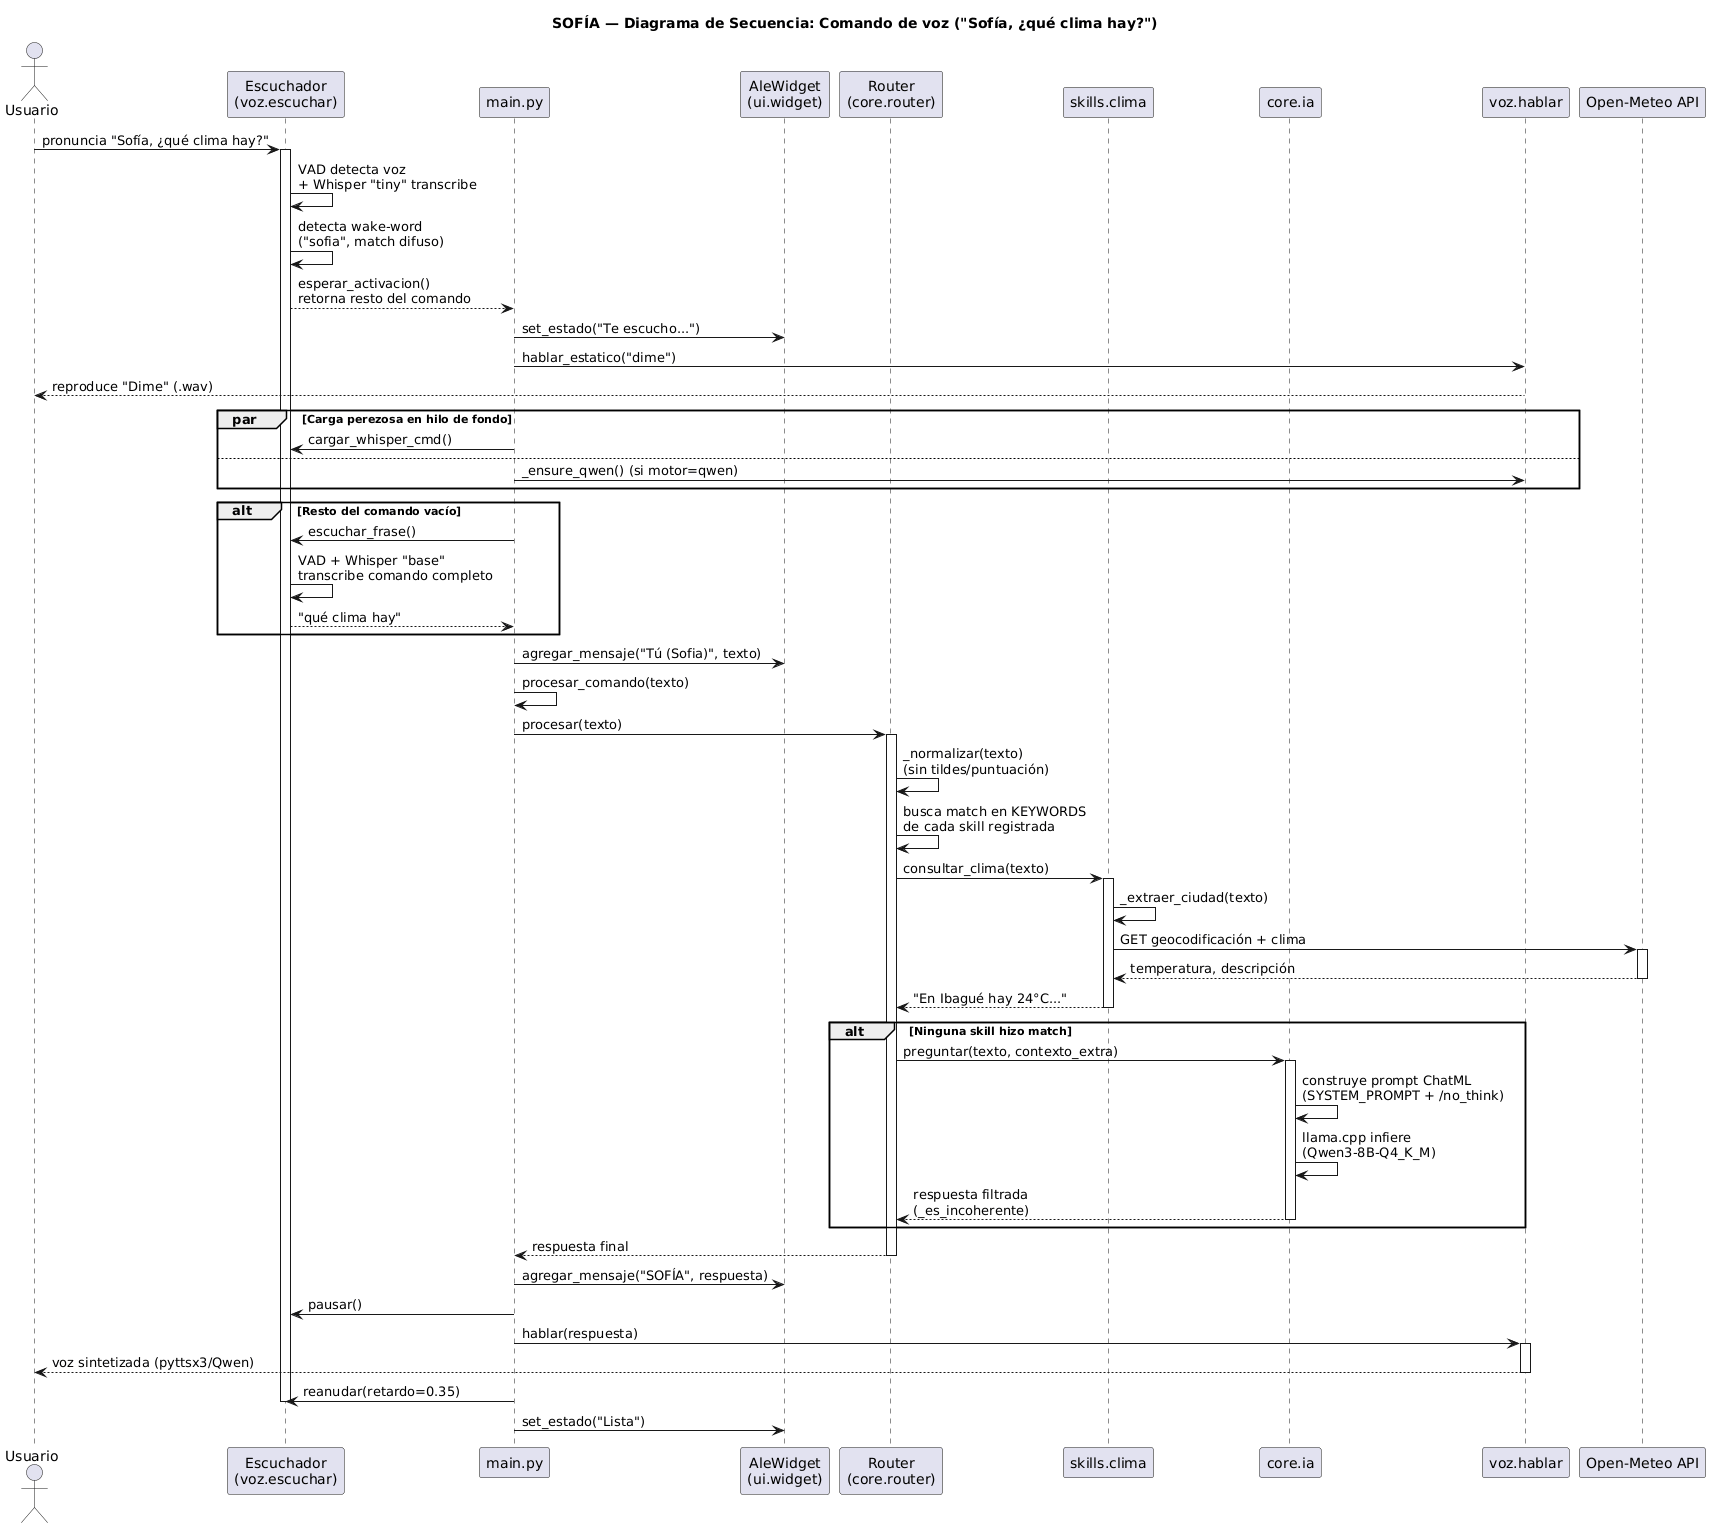 SOFÍA — Diagrama de Secuencia: Comando de voz ("Sofía, ¿qué clima hay?")
Usuario
Escuchador
(voz.escuchar)
main.py
AleWidget
(ui.widget)
Router
(core.router)
skills.clima
core.ia
voz.hablar
Open-Meteo API
pronuncia "Sofía, ¿qué clima hay?"
VAD detecta voz
+ Whisper "tiny" transcribe
detecta wake-word
("sofia", match difuso)
esperar_activacion()
retorna resto del comando
set_estado("Te escucho...")
hablar_estatico("dime")
reproduce "Dime" (.wav)
par [Carga perezosa en hilo de fondo]
cargar_whisper_cmd()
_ensure_qwen() (si motor=qwen)
alt [Resto del comando vacío]
escuchar_frase()
VAD + Whisper "base"
transcribe comando completo
"qué clima hay"
agregar_mensaje("Tú (Sofia)", texto)
procesar_comando(texto)
procesar(texto)
_normalizar(texto)
(sin tildes/puntuación)
busca match en KEYWORDS
de cada skill registrada
consultar_clima(texto)
_extraer_ciudad(texto)
GET geocodificación + clima
temperatura, descripción
"En Ibagué hay 24°C..."
alt [Ninguna skill hizo match]
preguntar(texto, contexto_extra)
construye prompt ChatML
(SYSTEM_PROMPT + /no_think)
llama.cpp infiere
(Qwen3-8B-Q4_K_M)
respuesta filtrada
(_es_incoherente)
respuesta final
agregar_mensaje("SOFÍA", respuesta)
pausar()
hablar(respuesta)
voz sintetizada (pyttsx3/Qwen)
reanudar(retardo=0.35)
set_estado("Lista")
Usuario
Escuchador
(voz.escuchar)
main.py
AleWidget
(ui.widget)
Router
(core.router)
skills.clima
core.ia
voz.hablar
Open-Meteo API